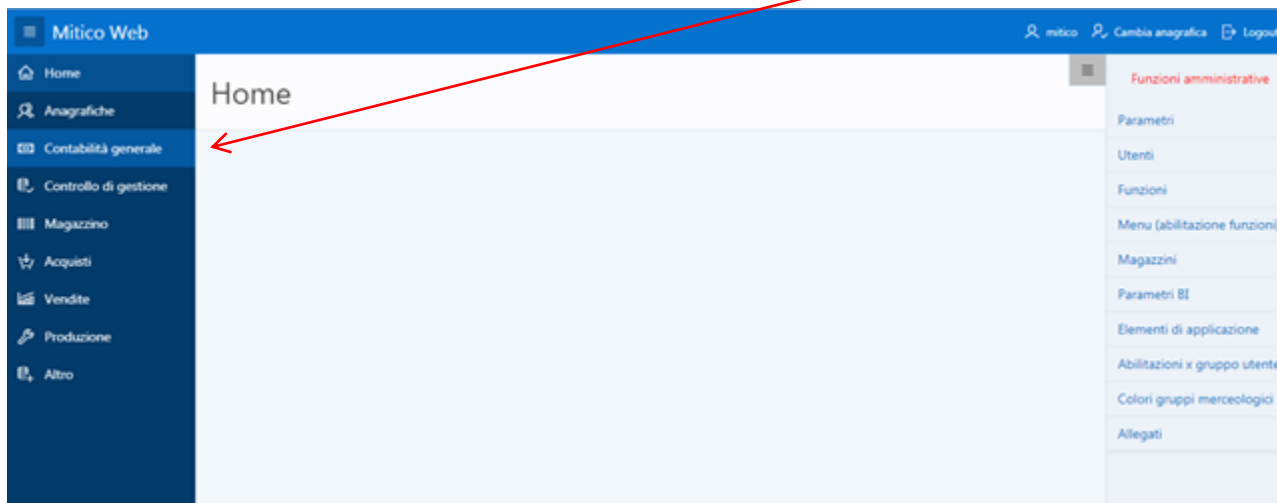 Mitico Web
mitico Cambia anagrafica Logout
Home
Anagrafiche
Contabilità generale
Controllo di gestione
Magazzino
Acquisti
Vendite
Produzione
Altro
Home
Funzioni amministrative
Parametri
Utenti
Funzioni
Menu (abilitazione funzioni)
Magazzini
Parametri BI
Elementi di applicazione
Abilitazioni x gruppo utente
Colori gruppi merceologici
Allegati